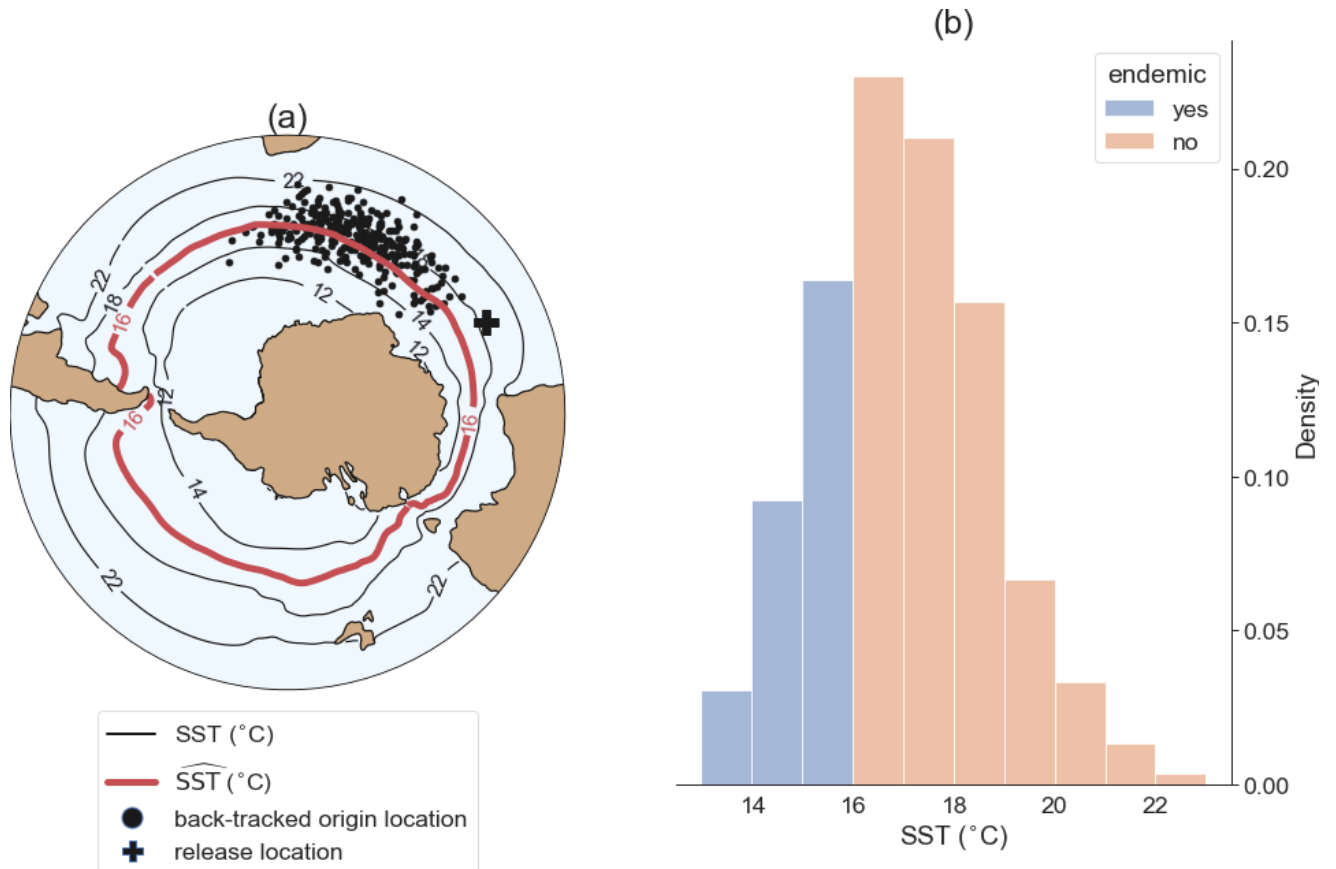 (a)
22
22
18
16
18
12
14
12
12
16
16
14
22
22
SST (°C)
SST (°C)
back-tracked origin location
release location
(b)
endemic
yes
no
0.20
0.15
0.10
0.05
0.00
Density
14 16 18 20 22
SST (°C)